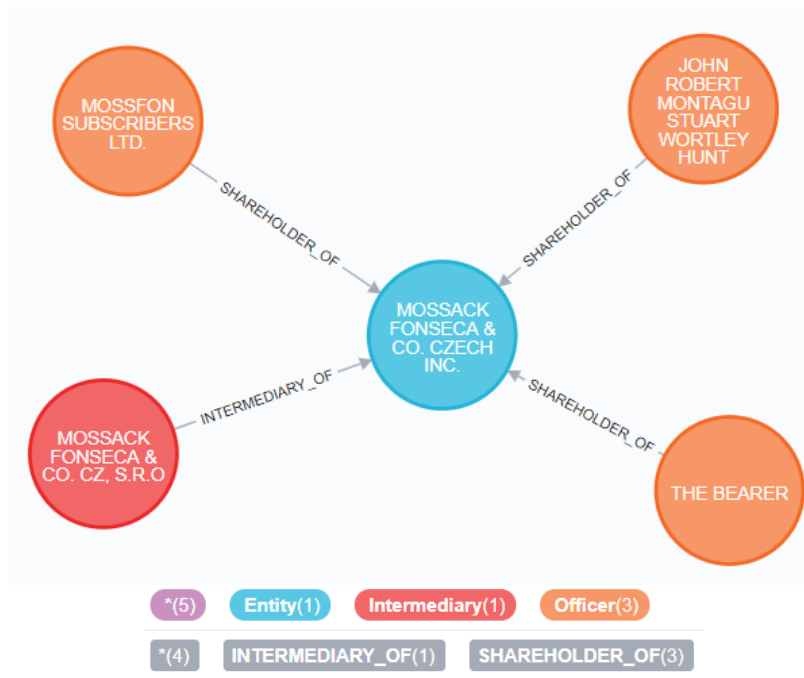 MOSSFON
SUBSCRIBERS
LTD.
JOHN
ROBERT
MONTAGU
STUART
WORTLEY
HUNT
SHAREHOLDER_OF
SHAREHOLDER_OF
MOSSACK
FONSECA &
CO. CZECH
INC.
INTERMEDIARY_OF
SHAREHOLDER_OF
MOSSACK
FONSECA &
CO. CZ, S.R.O
THE BEARER
*(5) Entity(1) Intermediary(1) Officer(3)
*(4) INTERMEDIARY_OF(1) SHAREHOLDER_OF(3)